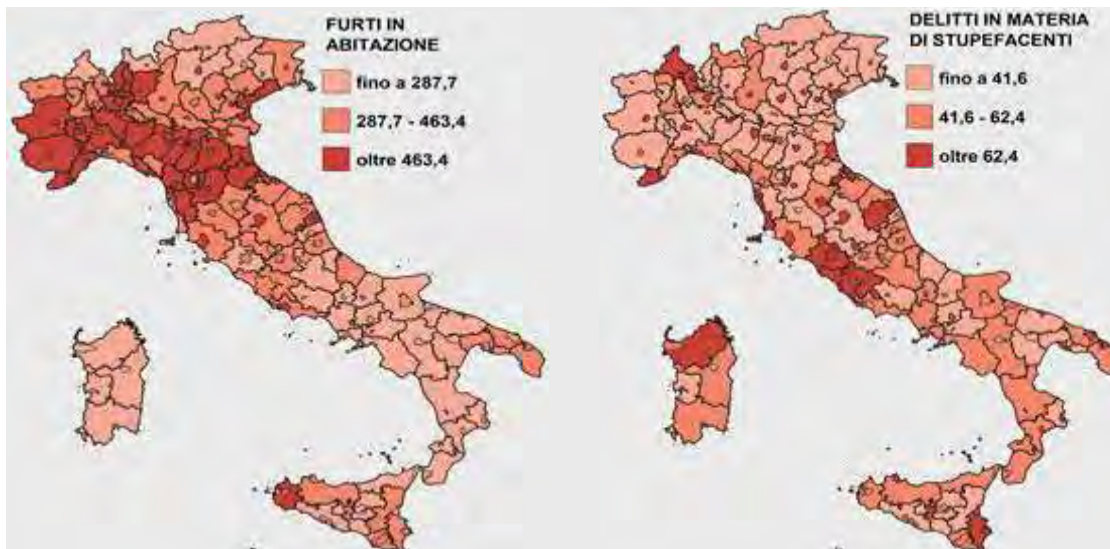 FURTI IN
ABITAZIONE
fino a 287,7
287,7 - 463,4
oltre 463,4
DELITTI IN MATERIA
DI STUPEFACENTI
fino a 41,6
41,6 - 62,4
oltre 62,4